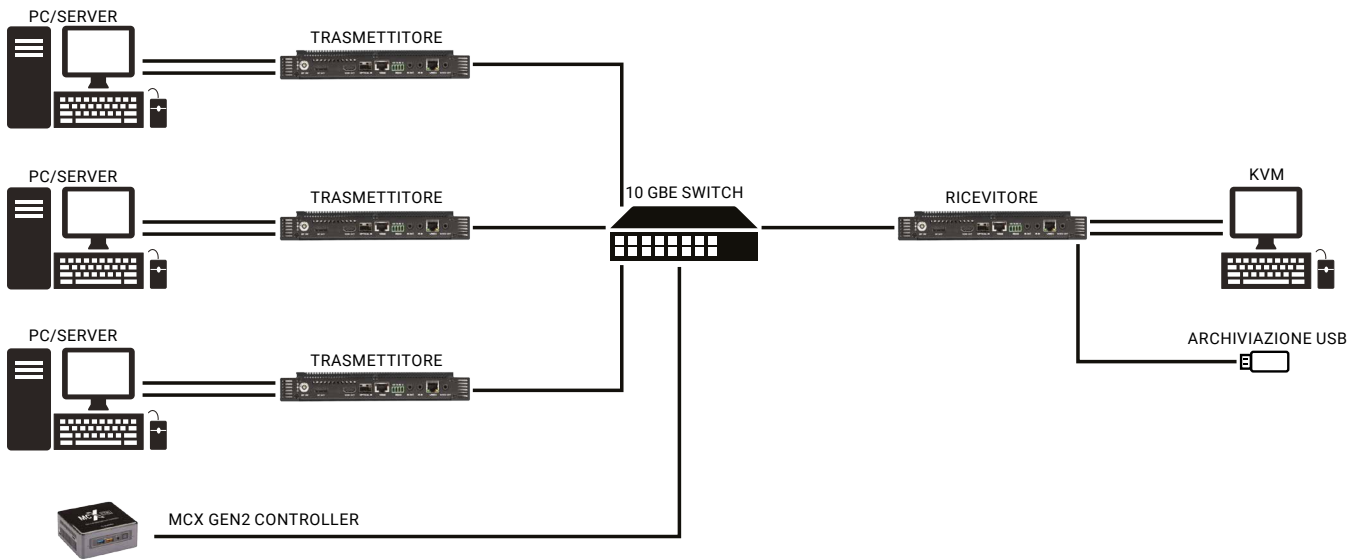 PC/SERVER
TRASMETTITORE
PC/SERVER
TRASMETTITORE
10 GBE SWITCH
RICEVITORE
KVM
PC/SERVER
TRASMETTITORE
ARCHIVIAZIONE USB
MCX
MCX GEN2 CONTROLLER